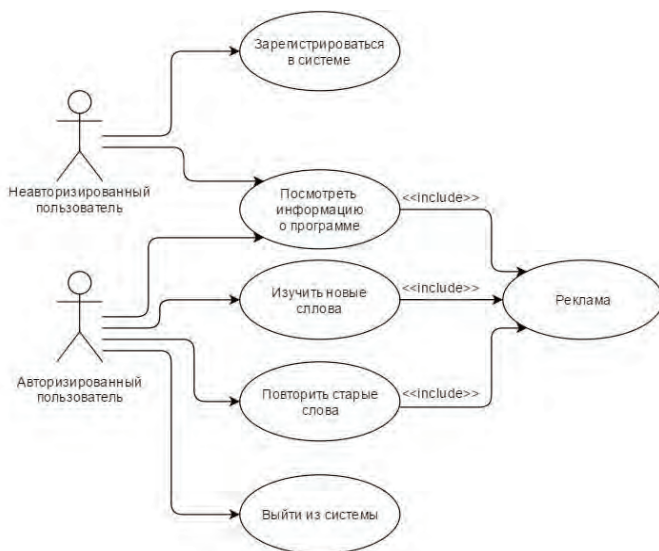 Зарегистрироваться
в системе
Неавторизированный
пользователь
Посмотреть
информацию
о программе
<<include>>
Изучить новые
сллова
<<include>>
Реклама
Авторизированный
пользователь
Повторить старые
слова
<<include>>
Выйти из системы